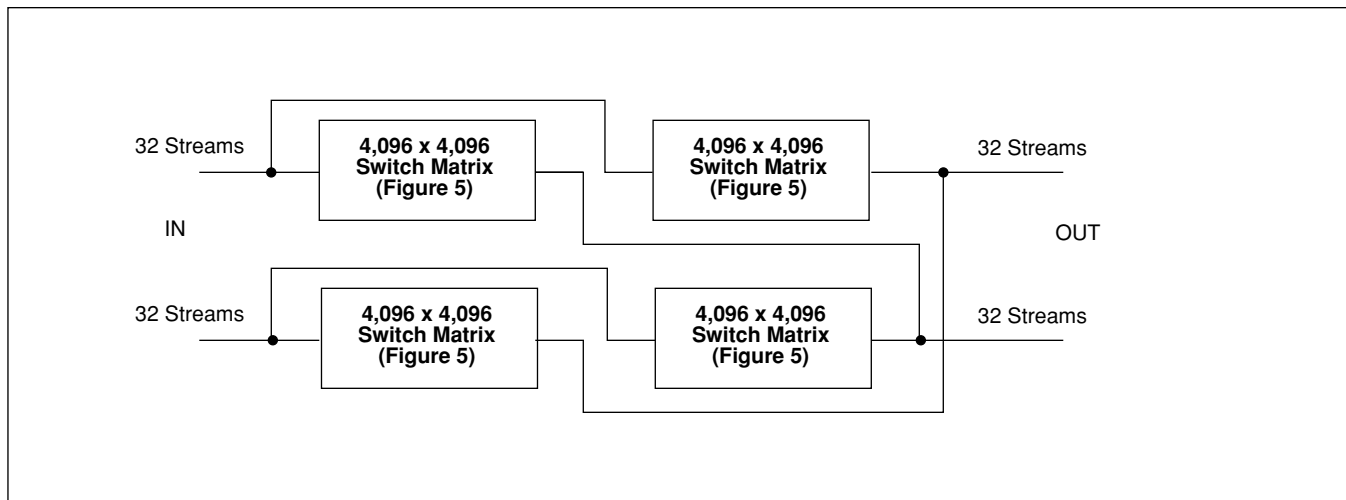 32 Streams
4,096 x 4,096
Switch Matrix
(Figure 5)
4,096 x 4,096
Switch Matrix
(Figure 5)
32 Streams
IN
OUT
32 Streams
4,096 x 4,096
Switch Matrix
(Figure 5)
4,096 x 4,096
Switch Matrix
(Figure 5)
32 Streams